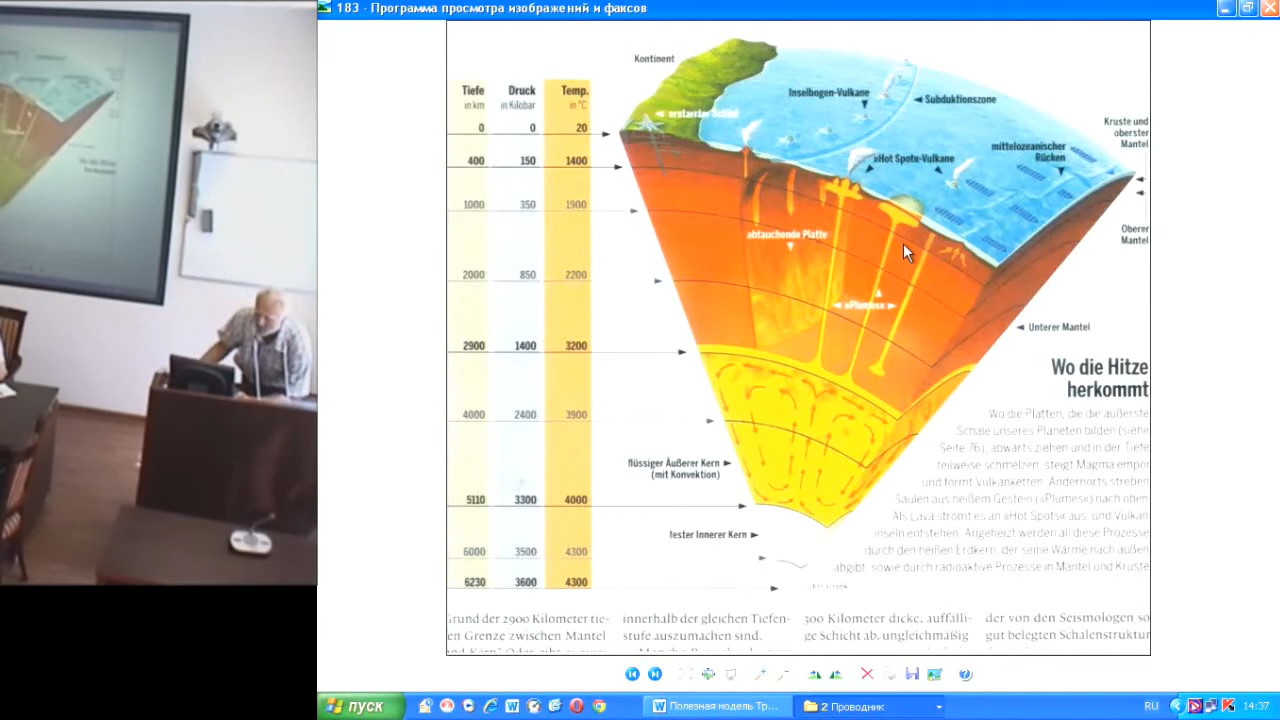 183 - Программа просмотра изображений и факсов
Kontinent
Tiefe Druck Temp.
in km in Kilobar in °C
0 0 20
400 150 1400
1000 350 1900
2000 850 2200
2900 1400 3200
4000 2400 3900
5110 3300 4000
6000 3500 4300
6230 3600 4300
Inselbogen-Vulkane
Subduktionszone
Kruste und
oberster
Mantel
mittelozeanischer
Rücken
»Hot Spot«-Vulkane
Oberer
Mantel
abtauchende Platte
»Plumes«
Unterer Mantel
flüssiger Äußerer Kern
(mit Konvektion)
fester Innerer Kern
Wo die Hitze
herkommt
Wo die Platten, die die äußerste
Schale unseres Planeten bilden (siehe
Seite 76), abwärts ziehen und in der Tiefe
teilweise schmelzen, steigt Magma empor
und formt Vulkanketten. Andernorts streben
Säulen aus heißem Gestein (»Plumes«) nach oben.
Als Lava strömt es an »Hot Spots« aus, und Vulkan-
inseln entstehen. Angeheizt werden all diese Prozesse
durch den heißen Erdkern, der seine Wärme nach außen
abgibt, sowie durch radioaktive Prozesse in Mantel und Kruste
Grund der 2900 Kilometer tie-
en Grenze zwischen Mantel
innerhalb der gleichen Tiefen-
stufe auszumachen sind.
300 Kilometer dicke, auffälli-
ge Schicht ab, ungleichmäßig
der von den Seismologen so
gut belegten Schalenstruktur
пуск
Полезная модель Тр...
2 Проводник
RU
14:37